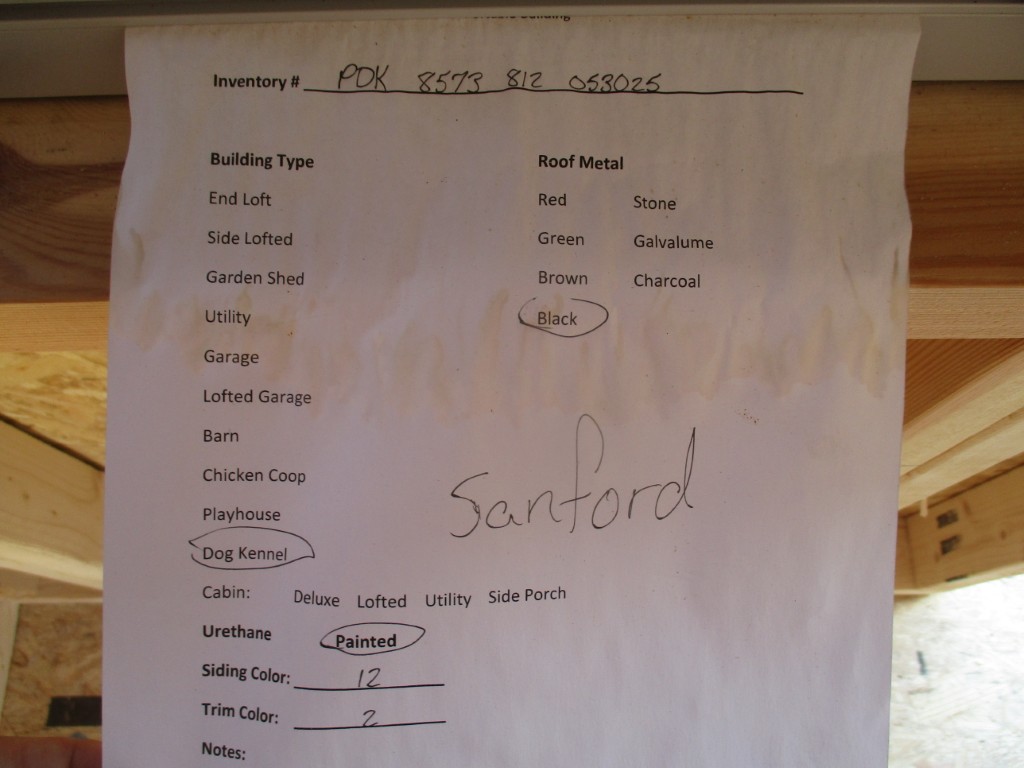 Building
Inventory # PDK 8573 812 053025
Building Type Roof Metal
End Loft Red Stone
Side Lofted Green Galvalume
Garden Shed Brown Charcoal
Utility Black
Garage
Lofted Garage
Barn
Chicken Coop
Sanford
Playhouse
Dog Kennel
Cabin: Deluxe Lofted Utility Side Porch
Urethane Painted
Siding Color: 12
Trim Color: 2
Notes: